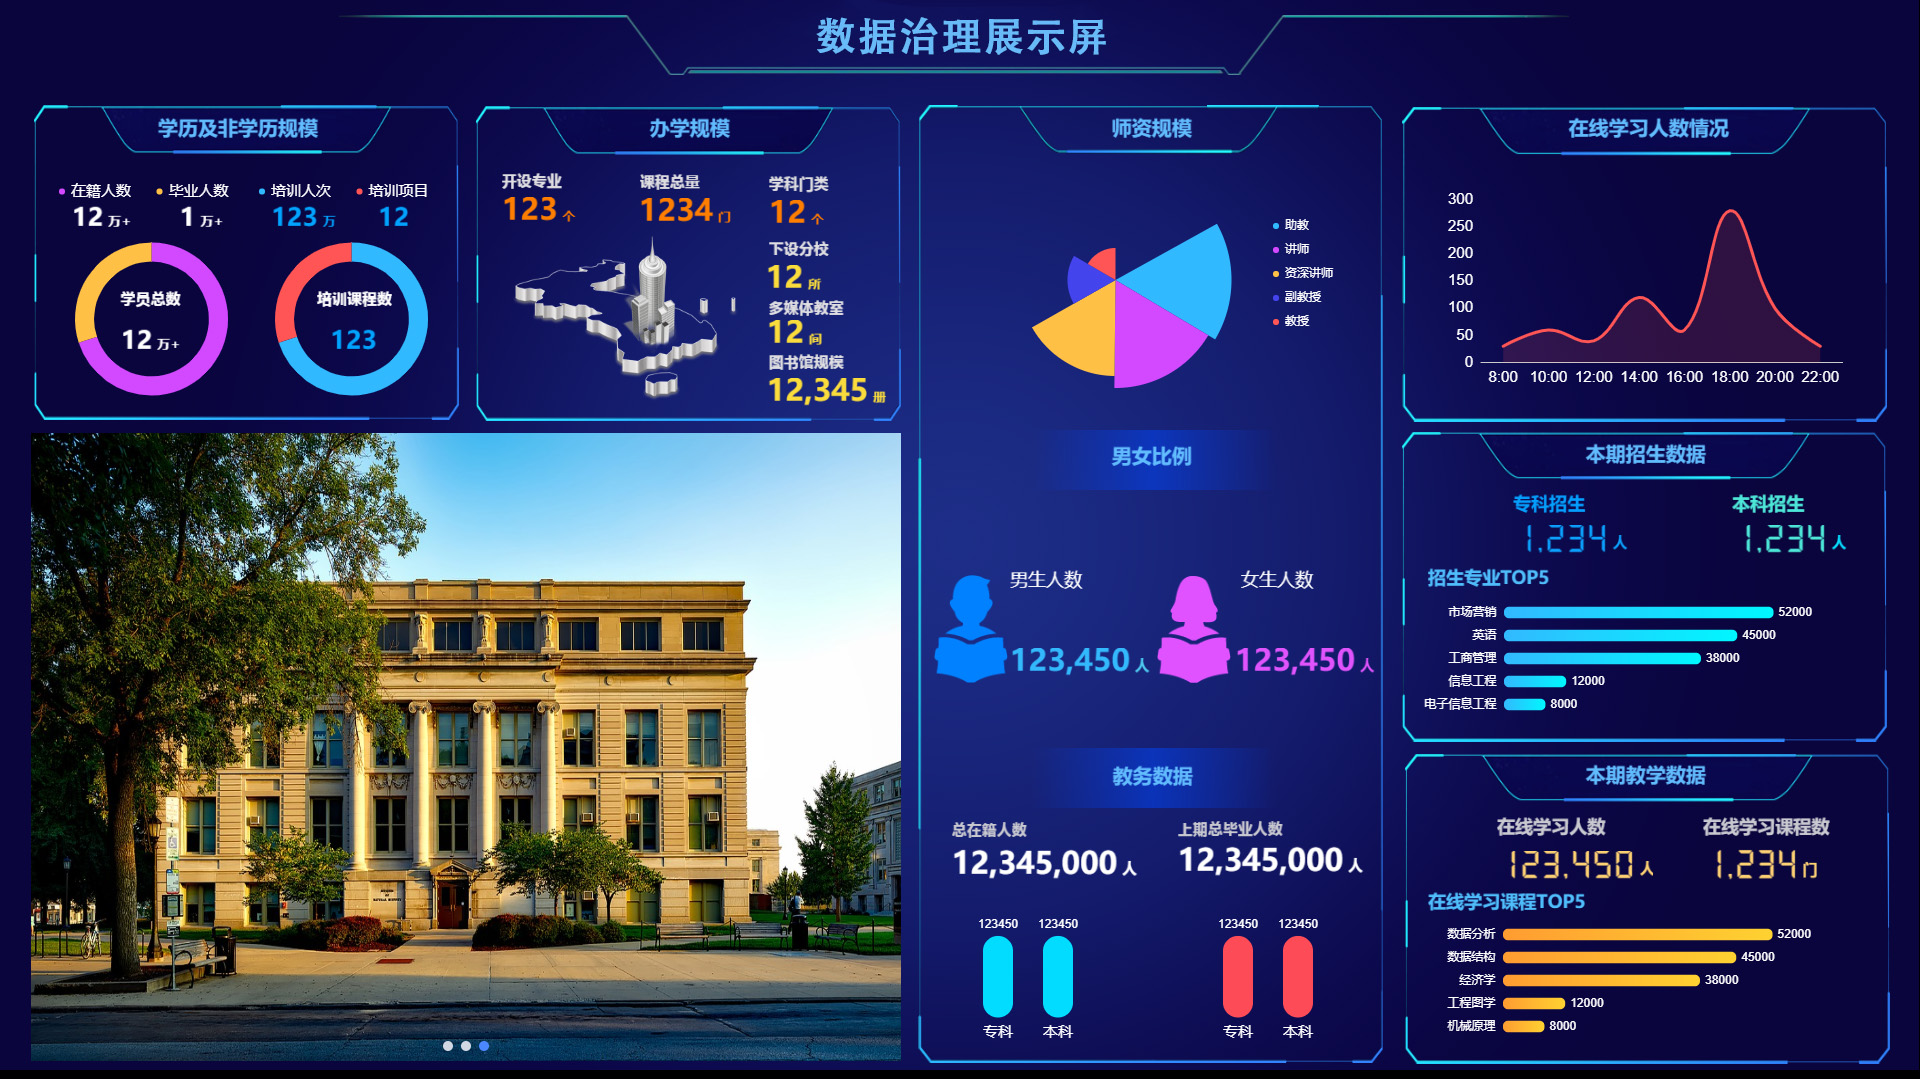 数据治理展示屏
学历及非学历规模
在籍人数 毕业人数 培训人次 培训项目
12 万+ 1 万+ 123 万 12
学员总数
12 万+
培训课程数
123
办学规模
开设专业
123 个
课程总量
1234 门
学科门类
12 个
下设分校
12 所
多媒体教室
12 间
图书馆规模
12,345 册
师资规模
助教
讲师
资深讲师
副教授
教授
男女比例
男生人数
123,450 人
女生人数
123,450 人
教务数据
总在籍人数
12,345,000 人
上期总毕业人数
12,345,000 人
123450 123450
专科 本科
123450 123450
专科 本科
在线学习人数情况
300
250
200
150
100
50
0
8:00 10:00 12:00 14:00 16:00 18:00 20:00 22:00
本期招生数据
专科招生
1,234 人
本科招生
1,234 人
招生专业TOP5
市场营销 52000
英语 45000
工商管理 38000
信息工程 12000
电子信息工程 8000
本期教学数据
在线学习人数
123,450 人
在线学习课程数
1,234 门
在线学习课程TOP5
数据分析 52000
数据结构 45000
经济学 38000
工程图学 12000
机械原理 8000